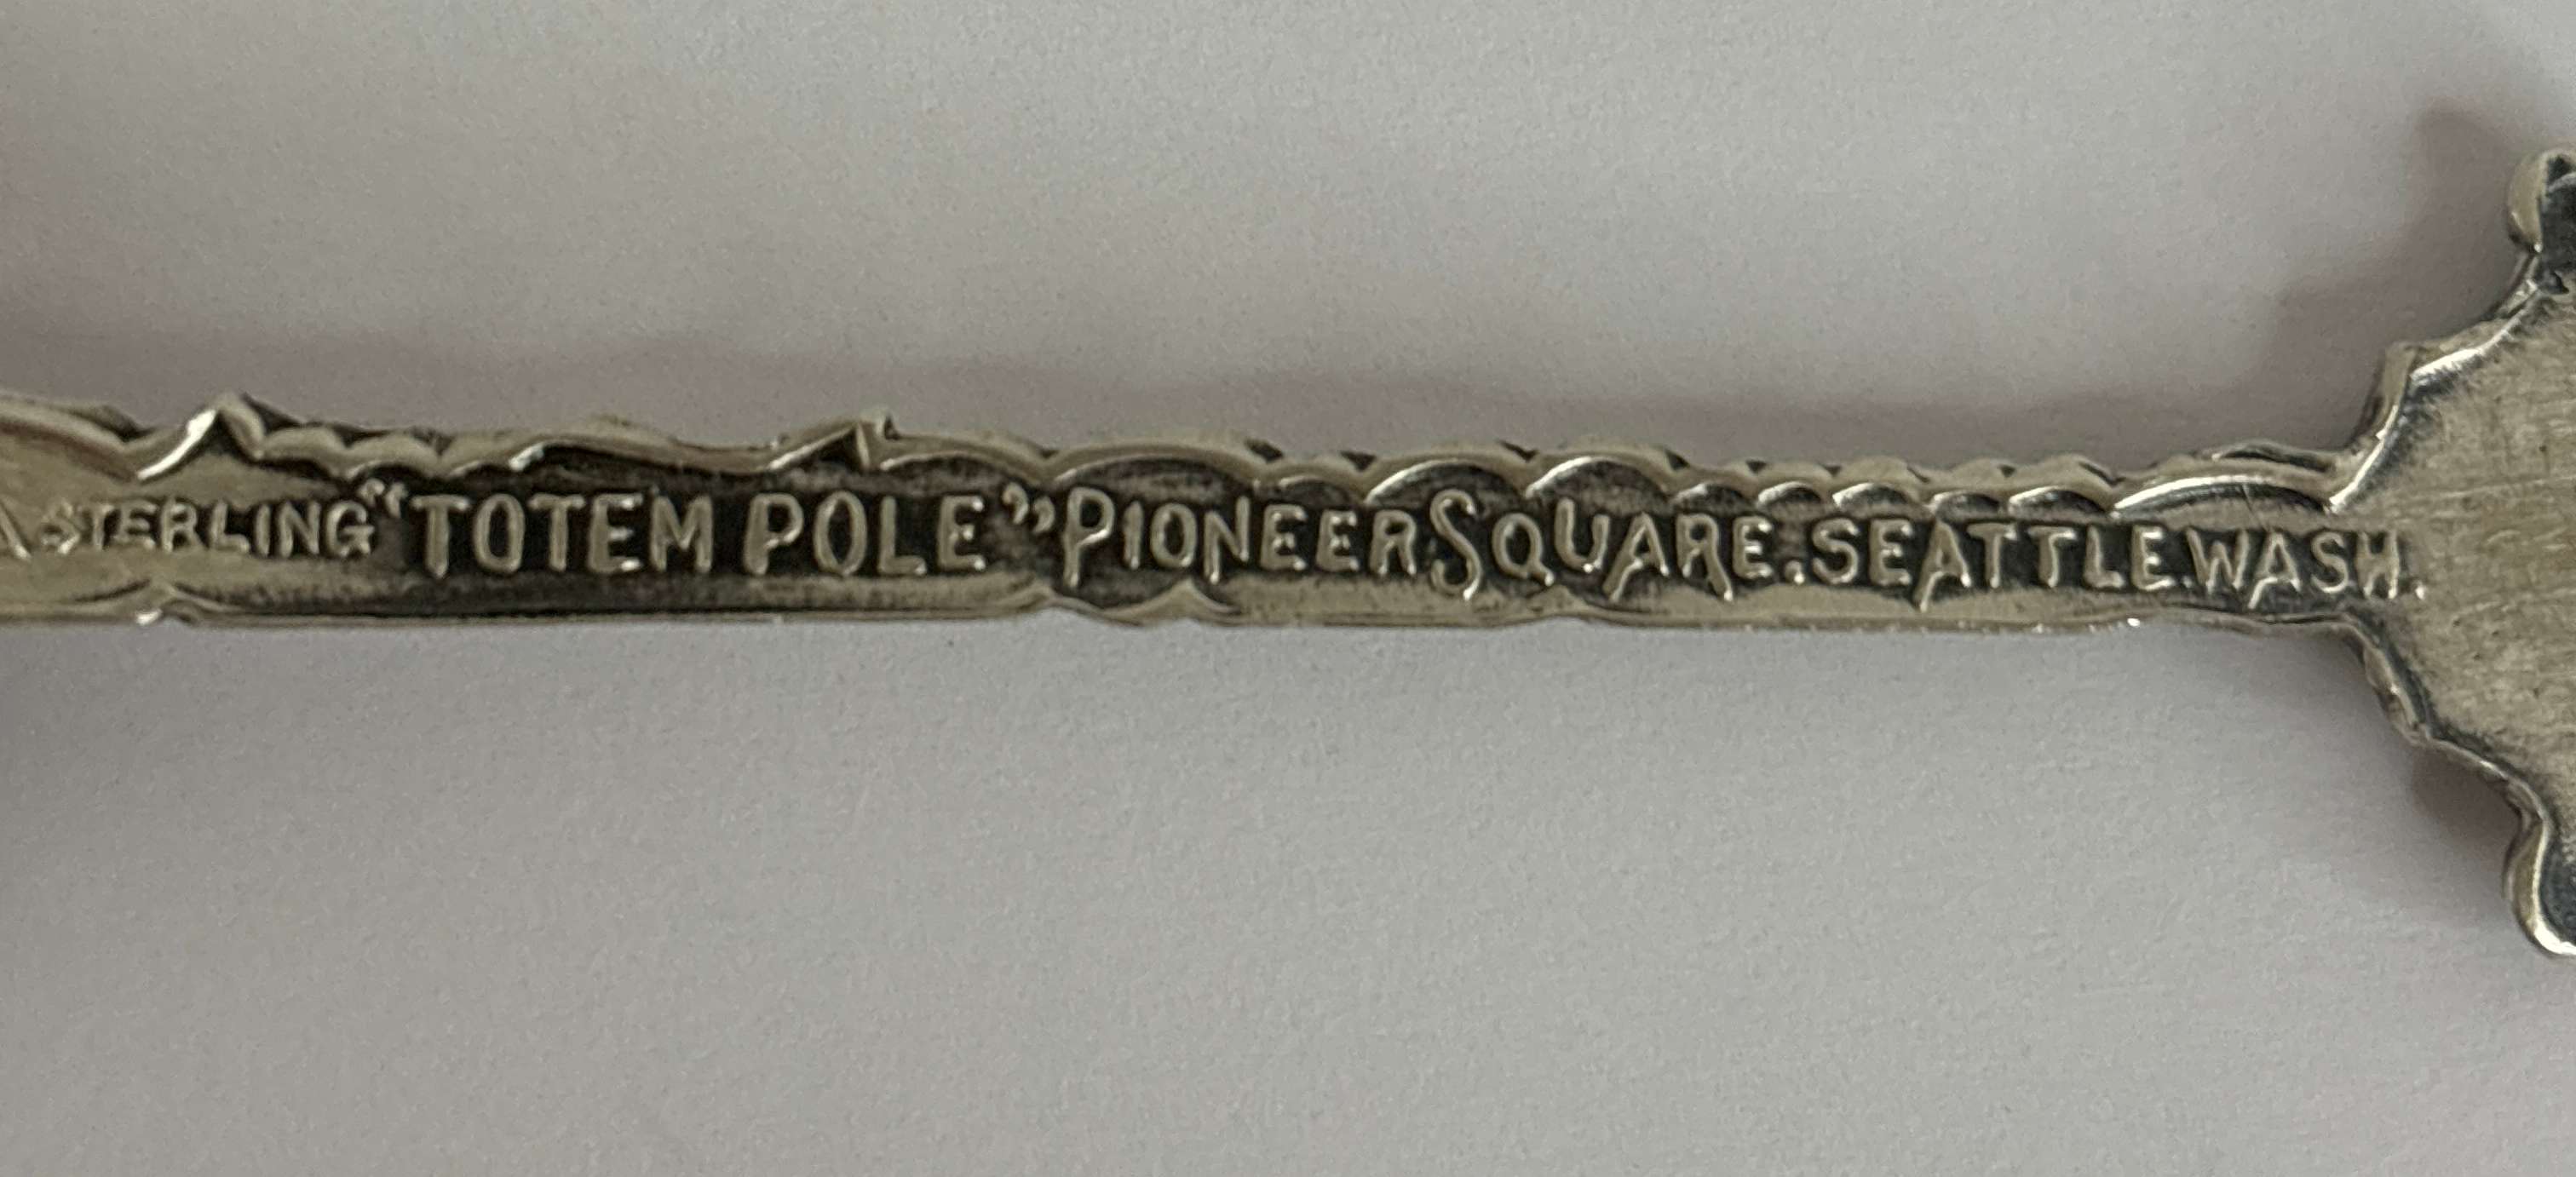 STERLING “TOTEM POLE” PIONEER SQUARE. SEATTLE. WASH.